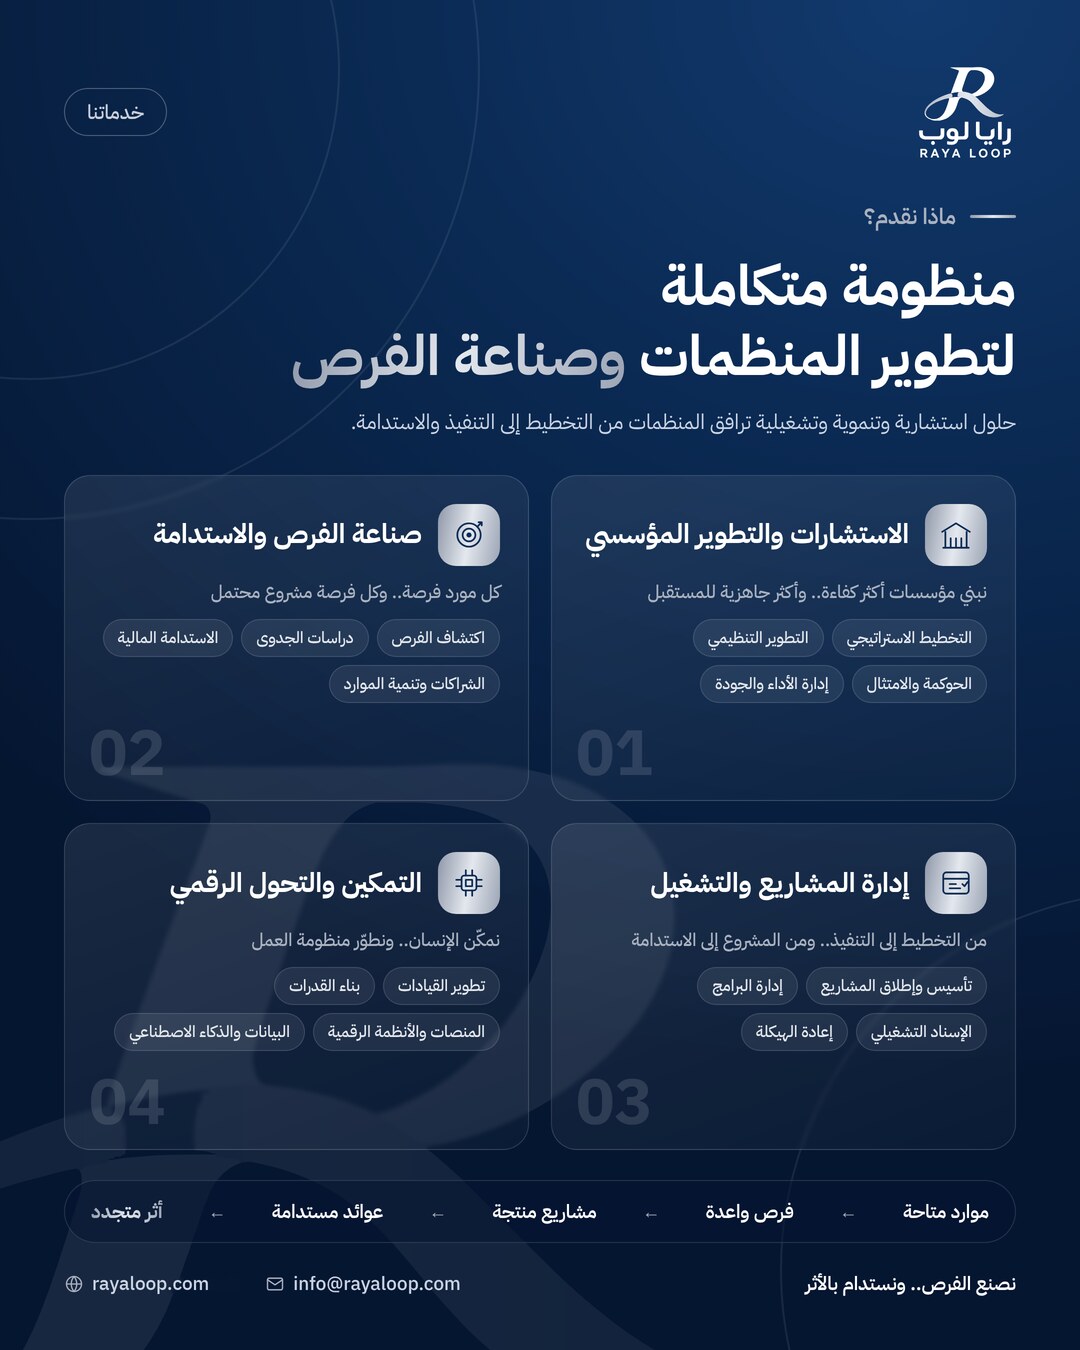 رايا لوب
RAYA LOOP
خدماتنا
ماذا نقدم؟
منظومة متكاملة
لتطوير المنظمات وصناعة الفرص
حلول استشارية وتنموية وتشغيلية ترافق المنظمات من التخطيط إلى التنفيذ والاستدامة.
الاستشارات والتطوير المؤسسي
نبني مؤسسات أكثر كفاءة.. وأكثر جاهزية للمستقبل
التخطيط الاستراتيجي
التطوير التنظيمي
الحوكمة والامتثال
إدارة الأداء والجودة
01
صناعة الفرص والاستدامة
كل مورد فرصة.. وكل فرصة مشروع محتمل
اكتشاف الفرص
دراسات الجدوى
الاستدامة المالية
الشراكات وتنمية الموارد
02
إدارة المشاريع والتشغيل
من التخطيط إلى التنفيذ.. ومن المشروع إلى الاستدامة
تأسيس وإطلاق المشاريع
إدارة البرامج
الإسناد التشغيلي
إعادة الهيكلة
03
التمكين والتحول الرقمي
نمكّن الإنسان.. ونطوّر منظومة العمل
تطوير القيادات
بناء القدرات
المنصات والأنظمة الرقمية
البيانات والذكاء الاصطناعي
04
موارد متاحة ← فرص واعدة ← مشاريع منتجة ← عوائد مستدامة ← أثر متجدد
نصنع الفرص.. ونستدام بالأثر
info@rayaloop.com
rayaloop.com